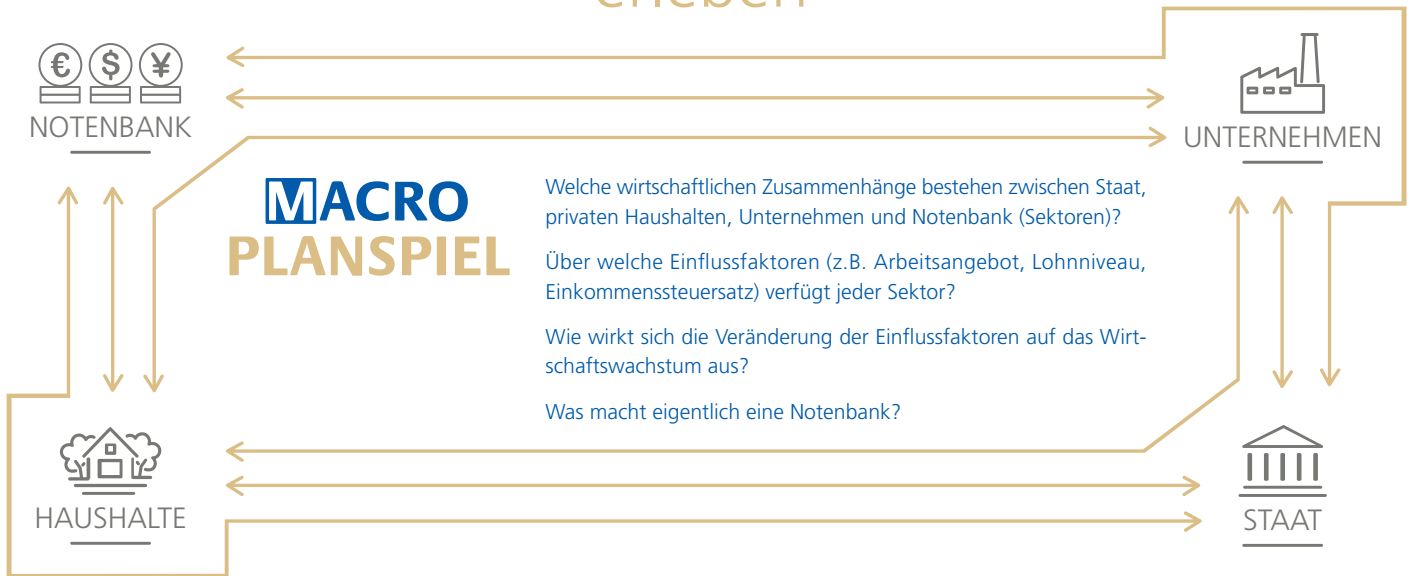 erleben
€ $ ¥
NOTENBANK
UNTERNEHMEN
MACRO
PLANSPIEL
Welche wirtschaftlichen Zusammenhänge bestehen zwischen Staat,
privaten Haushalten, Unternehmen und Notenbank (Sektoren)?
Über welche Einflussfaktoren (z.B. Arbeitsangebot, Lohnniveau,
Einkommenssteuersatz) verfügt jeder Sektor?
Wie wirkt sich die Veränderung der Einflussfaktoren auf das Wirt-
schaftswachstum aus?
Was macht eigentlich eine Notenbank?
HAUSHALTE
STAAT